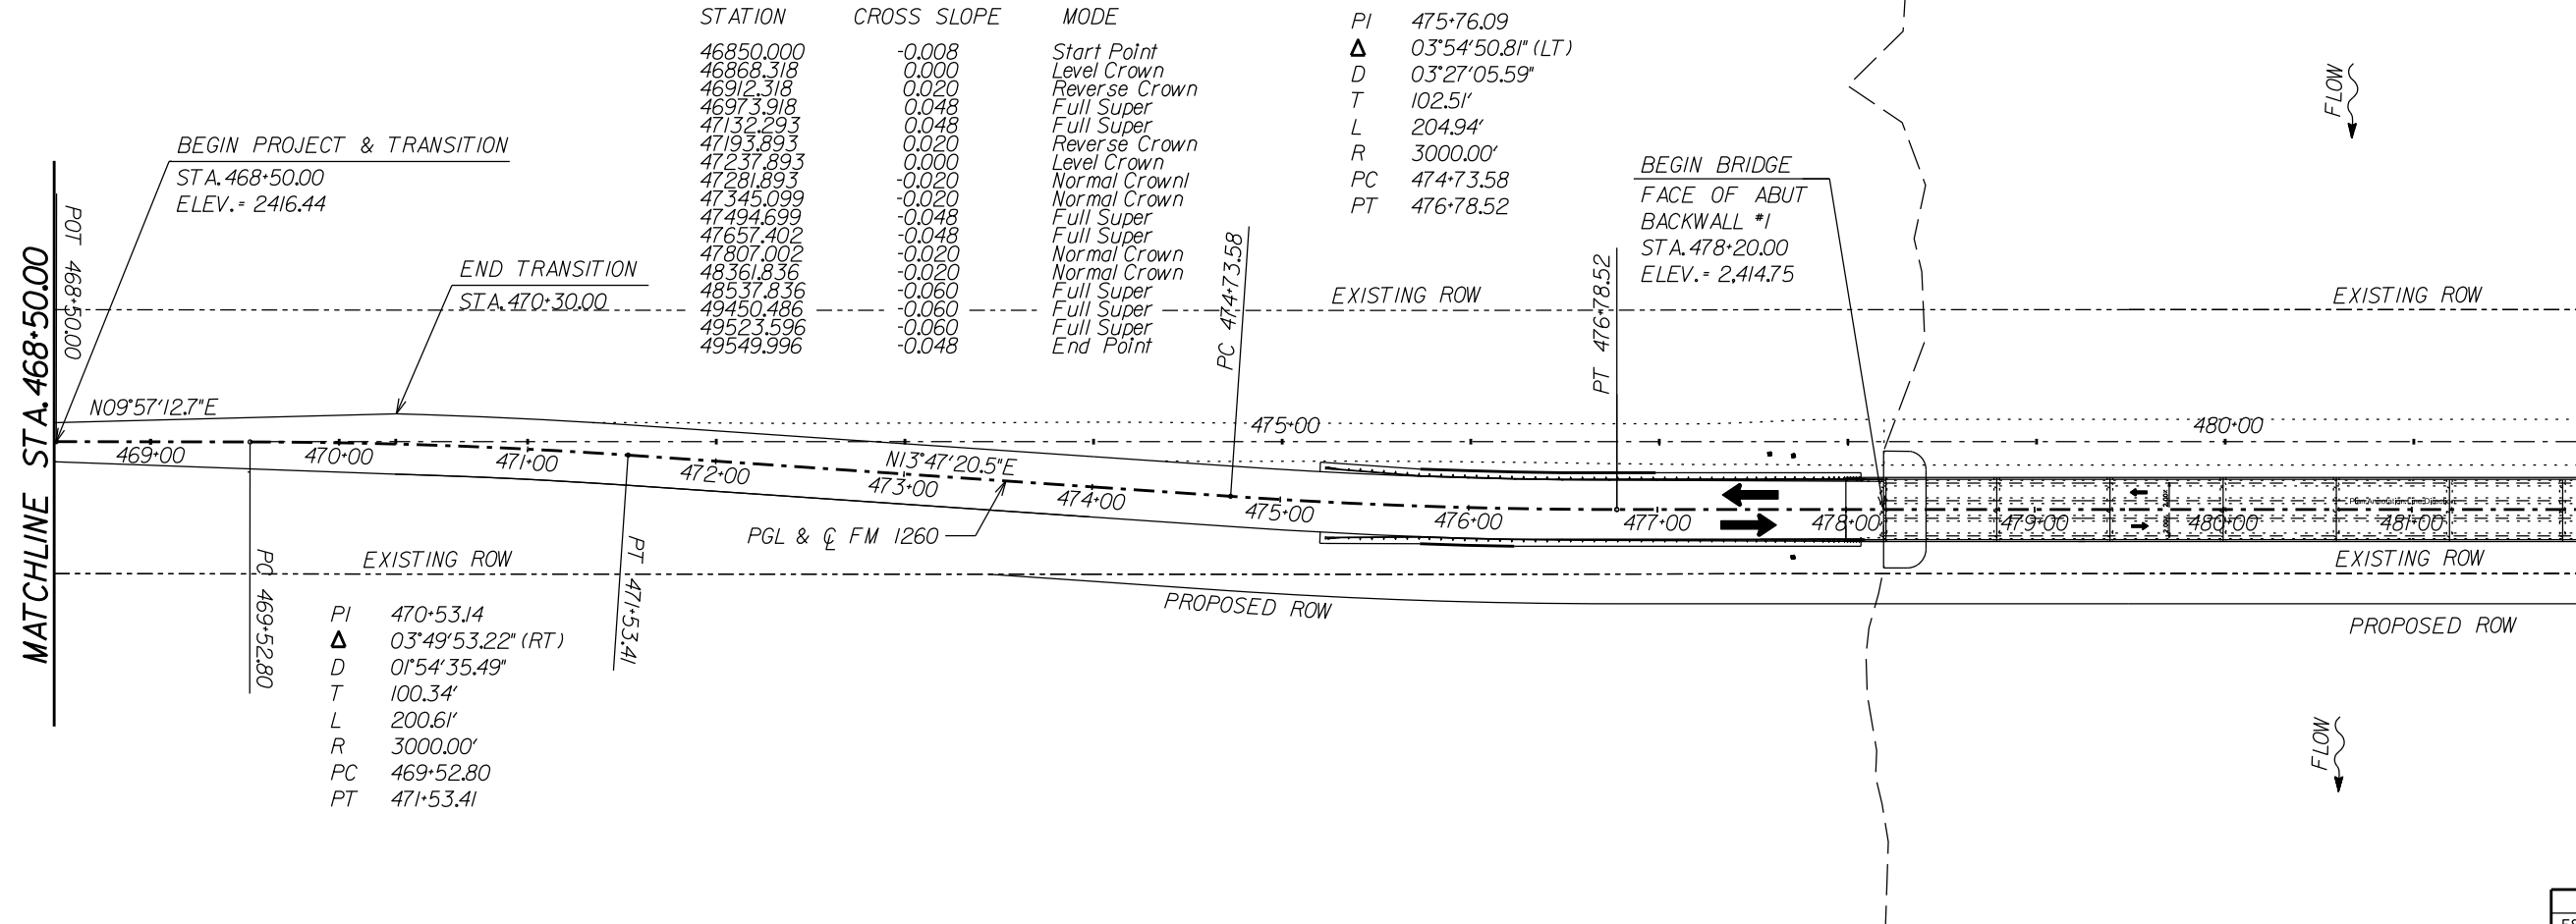 STATION CROSS SLOPE MODE
46850.000 -0.008 Start Point
46868.318 0.000 Level Crown
46912.318 0.020 Reverse Crown
46973.918 0.048 Full Super
47132.293 0.048 Full Super
47193.893 0.020 Reverse Crown
47237.893 0.000 Level Crown
47281.893 -0.020 Normal Crownl
47345.099 -0.020 Normal Crown
47494.699 -0.048 Full Super
47657.402 -0.048 Full Super
47807.002 -0.020 Normal Crown
48361.836 -0.020 Normal Crown
48537.836 -0.060 Full Super
49450.486 -0.060 Full Super
49523.596 -0.060 Full Super
49549.996 -0.048 End Point
PI 475+76.09
Δ 03°54'50.81" (LT)
D 03°27'05.59"
T 102.51'
L 204.94'
R 3000.00'
PC 474+73.58
PT 476+78.52
FLOW
BEGIN PROJECT & TRANSITION
STA. 468+50.00
ELEV.= 2416.44
BEGIN BRIDGE
FACE OF ABUT
BACKWALL #1
STA. 478+20.00
ELEV.= 2,414.75
MATCHLINE STA. 468+50.00
POT 468+50.00
END TRANSITION
STA. 470+30.00
PC 474+73.58
PT 476+78.52
EXISTING ROW
EXISTING ROW
N09°57'12.7"E
475+00
480+00
469+00
470+00
471+00
472+00
N13°47'20.5"E
473+00
474+00
475+00
476+00
477+00
478+00
479+00
480+00
481+00
PGL & ℄ FM 1260
EXISTING ROW
EXISTING ROW
PC 469+52.80
PT 471+53.41
PROPOSED ROW
PROPOSED ROW
PI 470+53.14
Δ 03°49'53.22" (RT)
D 01°54'35.49"
T 100.34'
L 200.61'
R 3000.00'
PC 469+52.80
PT 471+53.41
FLOW